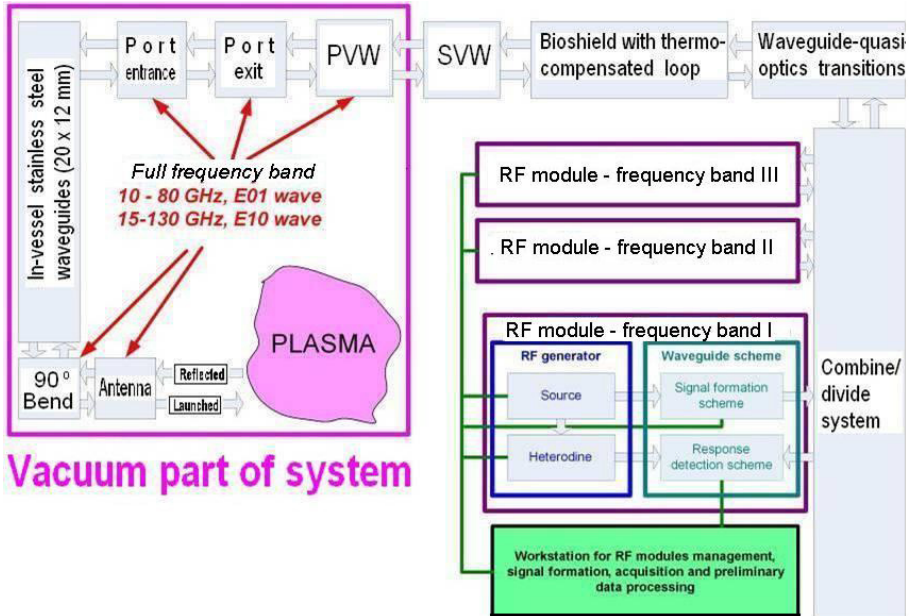 Port
entrance
Port
exit
PVW
SVW
Bioshield with thermo-
compensated loop
Waveguide-quasi-
optics transitions
In-vessel stainless steel
waveguides (20 x 12 mm)
Full frequency band
10 - 80 GHz, E01 wave
15-130 GHz, E10 wave
RF module - frequency band III
. RF module - frequency band II
RF module - frequency band I
RF generator
Waveguide scheme
Source
Signal formation
scheme
Heterodine
Response
detection scheme
Combine/
divide
system
PLASMA
90°
Bend
Antenna
Reflected
Launched
Vacuum part of system
Workstation for RF modules management,
signal formation, acquisition and preliminary
data processing